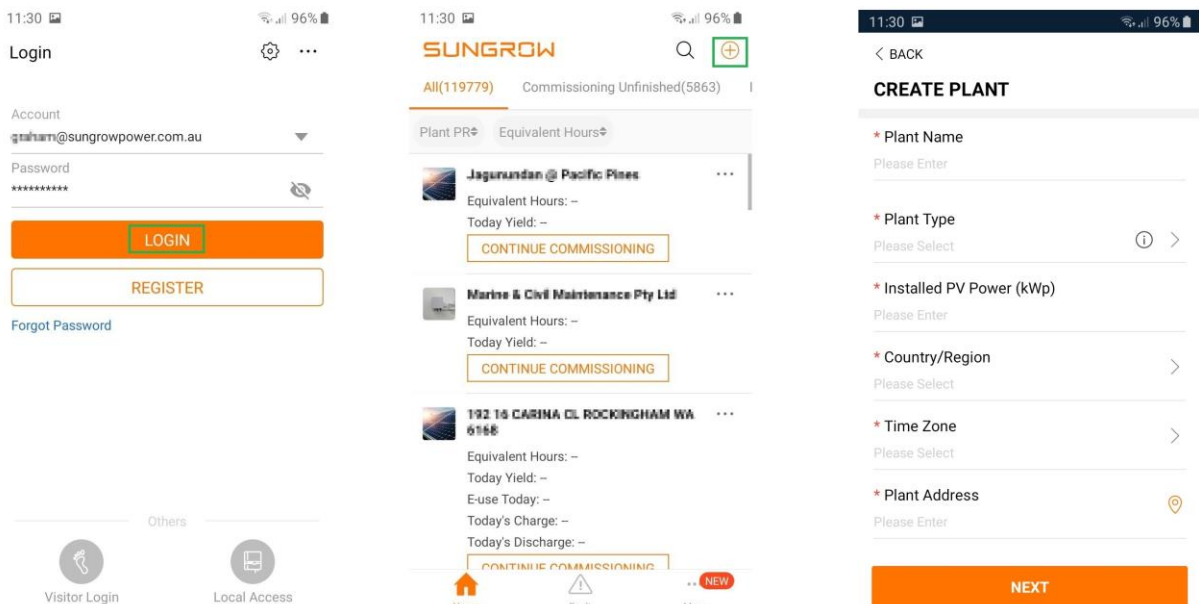 11:30 96%
Login
Account
@sungrowpower.com.au
Password
**********
LOGIN
REGISTER
Forgot Password
Others
Visitor Login Local Access
11:30 96%
SUNGROW
All(119779) Commissioning Unfinished(5863)
Plant PR Equivalent Hours
Jagunundan @ Pacific Pines
Equivalent Hours: --
Today Yield: --
CONTINUE COMMISSIONING
Marine & Civil Maintenance Pty Ltd
Equivalent Hours: --
Today Yield: --
CONTINUE COMMISSIONING
192 16 CARINA CL ROCKINGHAM WA
6168
Equivalent Hours: --
Today Yield: --
E-use Today: --
Today's Charge: --
Today's Discharge: --
CONTINUE COMMISSIONING
NEW
11:30 96%
< BACK
CREATE PLANT
* Plant Name
Please Enter
* Plant Type
Please Select
* Installed PV Power (kWp)
Please Enter
* Country/Region
Please Select
* Time Zone
Please Select
* Plant Address
Please Enter
NEXT